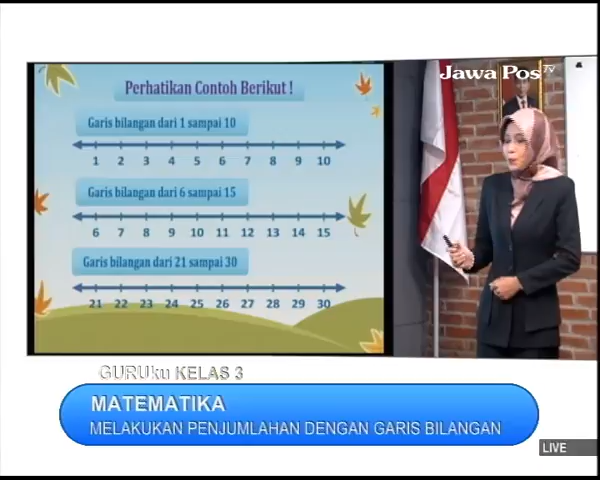 JAWA POS TV
Perhatikan Contoh Berikut !
Garis bilangan dari 1 sampai 10
1 2 3 4 5 6 7 8 9 10
Garis bilangan dari 6 sampai 15
6 7 8 9 10 11 12 13 14 15
Garis bilangan dari 21 sampai 30
21 22 23 24 25 26 27 28 29 30
GURUku KELAS 3
MATEMATIKA
MELAKUKAN PENJUMLAHAN DENGAN GARIS BILANGAN
LIVE